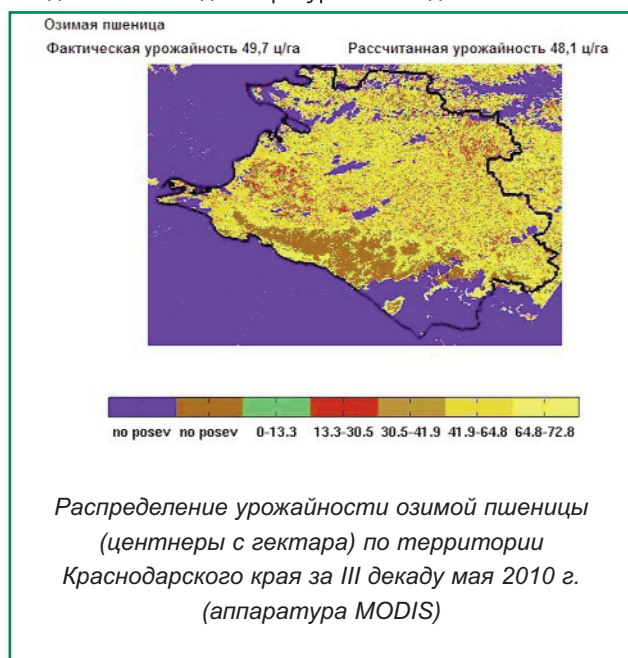 Озимая пшеница
Фактическая урожайность 49,7 ц/га Рассчитанная урожайность 48,1 ц/га
no posev no posev 0-13.3 13.3-30.5 30.5-41.9 41.9-64.8 64.8-72.8
Распределение урожайности озимой пшеницы
(центнеры с гектара) по территории
Краснодарского края за III декаду мая 2010 г.
(аппаратура MODIS)